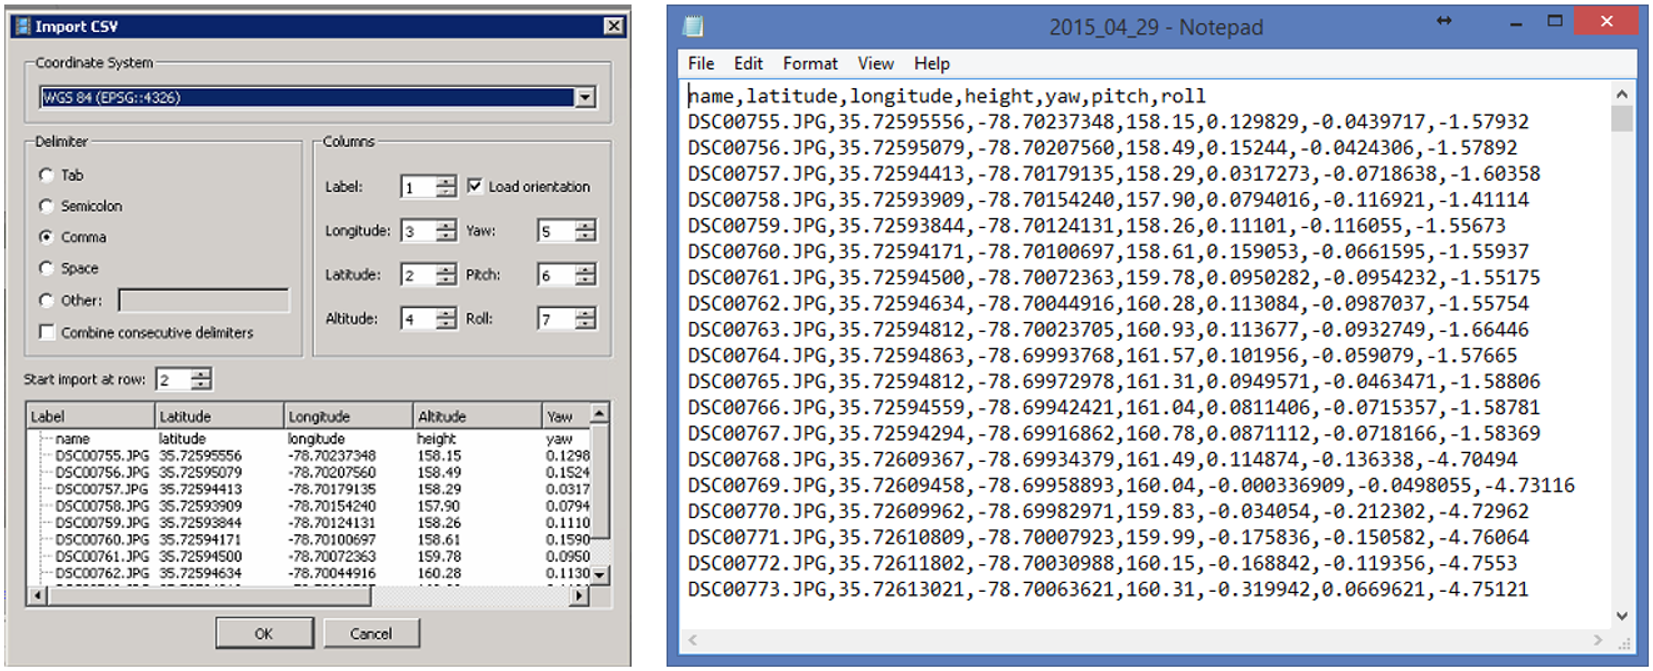 Import CSV
Coordinate System
WGS 84 (EPSG::4326)
Delimiter
Tab
Semicolon
Comma
Space
Other:
Combine consecutive delimiters
Columns
Label: 1 Load orientation
Longitude: 3 Yaw: 5
Latitude: 2 Pitch: 6
Altitude: 4 Roll: 7
Start import at row: 2
Label Latitude Longitude Altitude Yaw
name latitude longitude height yaw
DSC00755.JPG 35.72595556 -78.70237348 158.15 0.1298
DSC00756.JPG 35.72595079 -78.70207560 158.49 0.1524
DSC00757.JPG 35.72594413 -78.70179135 158.29 0.0317
DSC00758.JPG 35.72593909 -78.70154240 157.90 0.0794
DSC00759.JPG 35.72593844 -78.70124131 158.26 0.1110
DSC00760.JPG 35.72594171 -78.70100697 158.61 0.1590
DSC00761.JPG 35.72594500 -78.70072363 159.78 0.0950
DSC00762.JPG 35.72594634 -78.70044916 160.28 0.1130
OK Cancel
2015_04_29 - Notepad
File Edit Format View Help
name,latitude,longitude,height,yaw,pitch,roll
DSC00755.JPG,35.72595556,-78.70237348,158.15,0.129829,-0.0439717,-1.57932
DSC00756.JPG,35.72595079,-78.70207560,158.49,0.15244,-0.0424306,-1.57892
DSC00757.JPG,35.72594413,-78.70179135,158.29,0.0317273,-0.0718638,-1.60358
DSC00758.JPG,35.72593909,-78.70154240,157.90,0.0794016,-0.116921,-1.41114
DSC00759.JPG,35.72593844,-78.70124131,158.26,0.11101,-0.116055,-1.55673
DSC00760.JPG,35.72594171,-78.70100697,158.61,0.159053,-0.0661595,-1.55937
DSC00761.JPG,35.72594500,-78.70072363,159.78,0.0950282,-0.0954232,-1.55175
DSC00762.JPG,35.72594634,-78.70044916,160.28,0.113084,-0.0987037,-1.55754
DSC00763.JPG,35.72594812,-78.70023705,160.93,0.113677,-0.0932749,-1.66446
DSC00764.JPG,35.72594863,-78.69993768,161.57,0.101956,-0.059079,-1.57665
DSC00765.JPG,35.72594812,-78.69972978,161.31,0.0949571,-0.0463471,-1.58806
DSC00766.JPG,35.72594559,-78.69942421,161.04,0.0811406,-0.0715357,-1.58781
DSC00767.JPG,35.72594294,-78.69916862,160.78,0.0871112,-0.0718166,-1.58369
DSC00768.JPG,35.72609367,-78.69934379,161.49,0.114874,-0.136338,-4.70494
DSC00769.JPG,35.72609458,-78.69958893,160.04,-0.000336909,-0.0498055,-4.73116
DSC00770.JPG,35.72609962,-78.69982971,159.83,-0.034054,-0.212302,-4.72962
DSC00771.JPG,35.72610809,-78.70007923,159.99,-0.175836,-0.150582,-4.76064
DSC00772.JPG,35.72611802,-78.70030988,160.15,-0.168842,-0.119356,-4.7553
DSC00773.JPG,35.72613021,-78.70063621,160.31,-0.319942,0.0669621,-4.75121